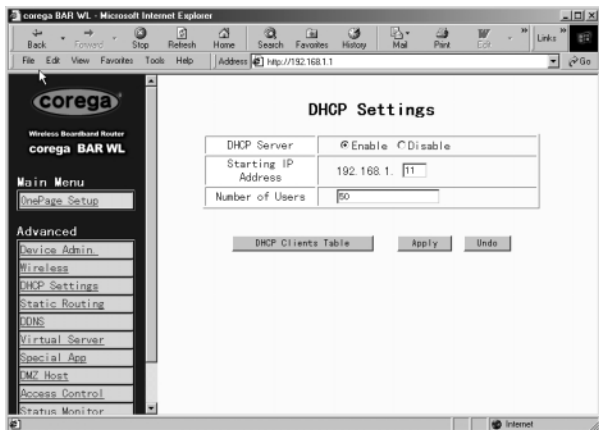 corega BAR WL - Microsoft Internet Explorer
Back Forward Stop Refresh Home Search Favorites History Mail Print Edit Links
File Edit View Favorites Tools Help Address http://192.168.1.1 Go
corega
Wireless Boardband Router
corega BAR WL
Main Menu
OnePage Setup
Advanced
Device Admin.
Wireless
DHCP Settings
Static Routing
DDNS
Virtual Server
Special App
DMZ Host
Access Control
Status Monitor
DHCP Settings
DHCP Server Enable Disable
Starting IP Address 192.168.1. 11
Number of Users 50
DHCP Clients Table Apply Undo
Internet